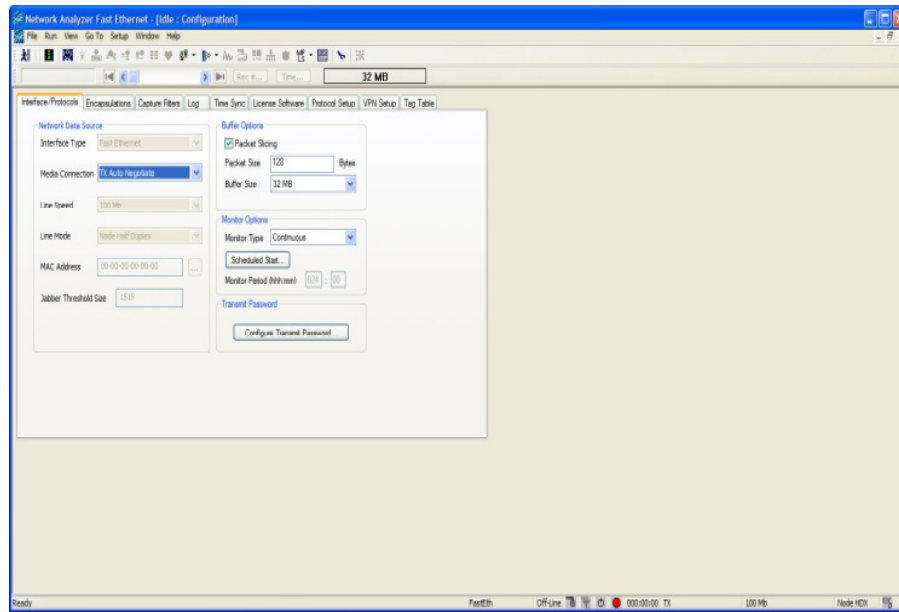 Network Analyzer Fast Ethernet - [Idle : Configuration]
File Run View Go To Setup Window Help
Rec #... Time... 32 MB
Interface/Protocols Encapsulations Capture Filters Log Time Sync License Software Protocol Setup VPN Setup Tag Table
Network Data Source
Interface Type Fast Ethernet
Media Connection TX Auto Negotiate
Line Speed 100 Mb
Line Mode Node Half Duplex
MAC Address 00-00-00-00-00-00 ...
Jabber Threshold Size 1519
Buffer Options
Packet Slicing
Packet Size 128 Bytes
Buffer Size 32 MB
Monitor Options
Monitor Type Continuous
Scheduled Start...
Monitor Period (hhh:mm) 024 : 00
Transmit Password
Configure Transmit Password...
Ready FastEth Off-Line 000:00:00 TX 100 Mb Node HDX